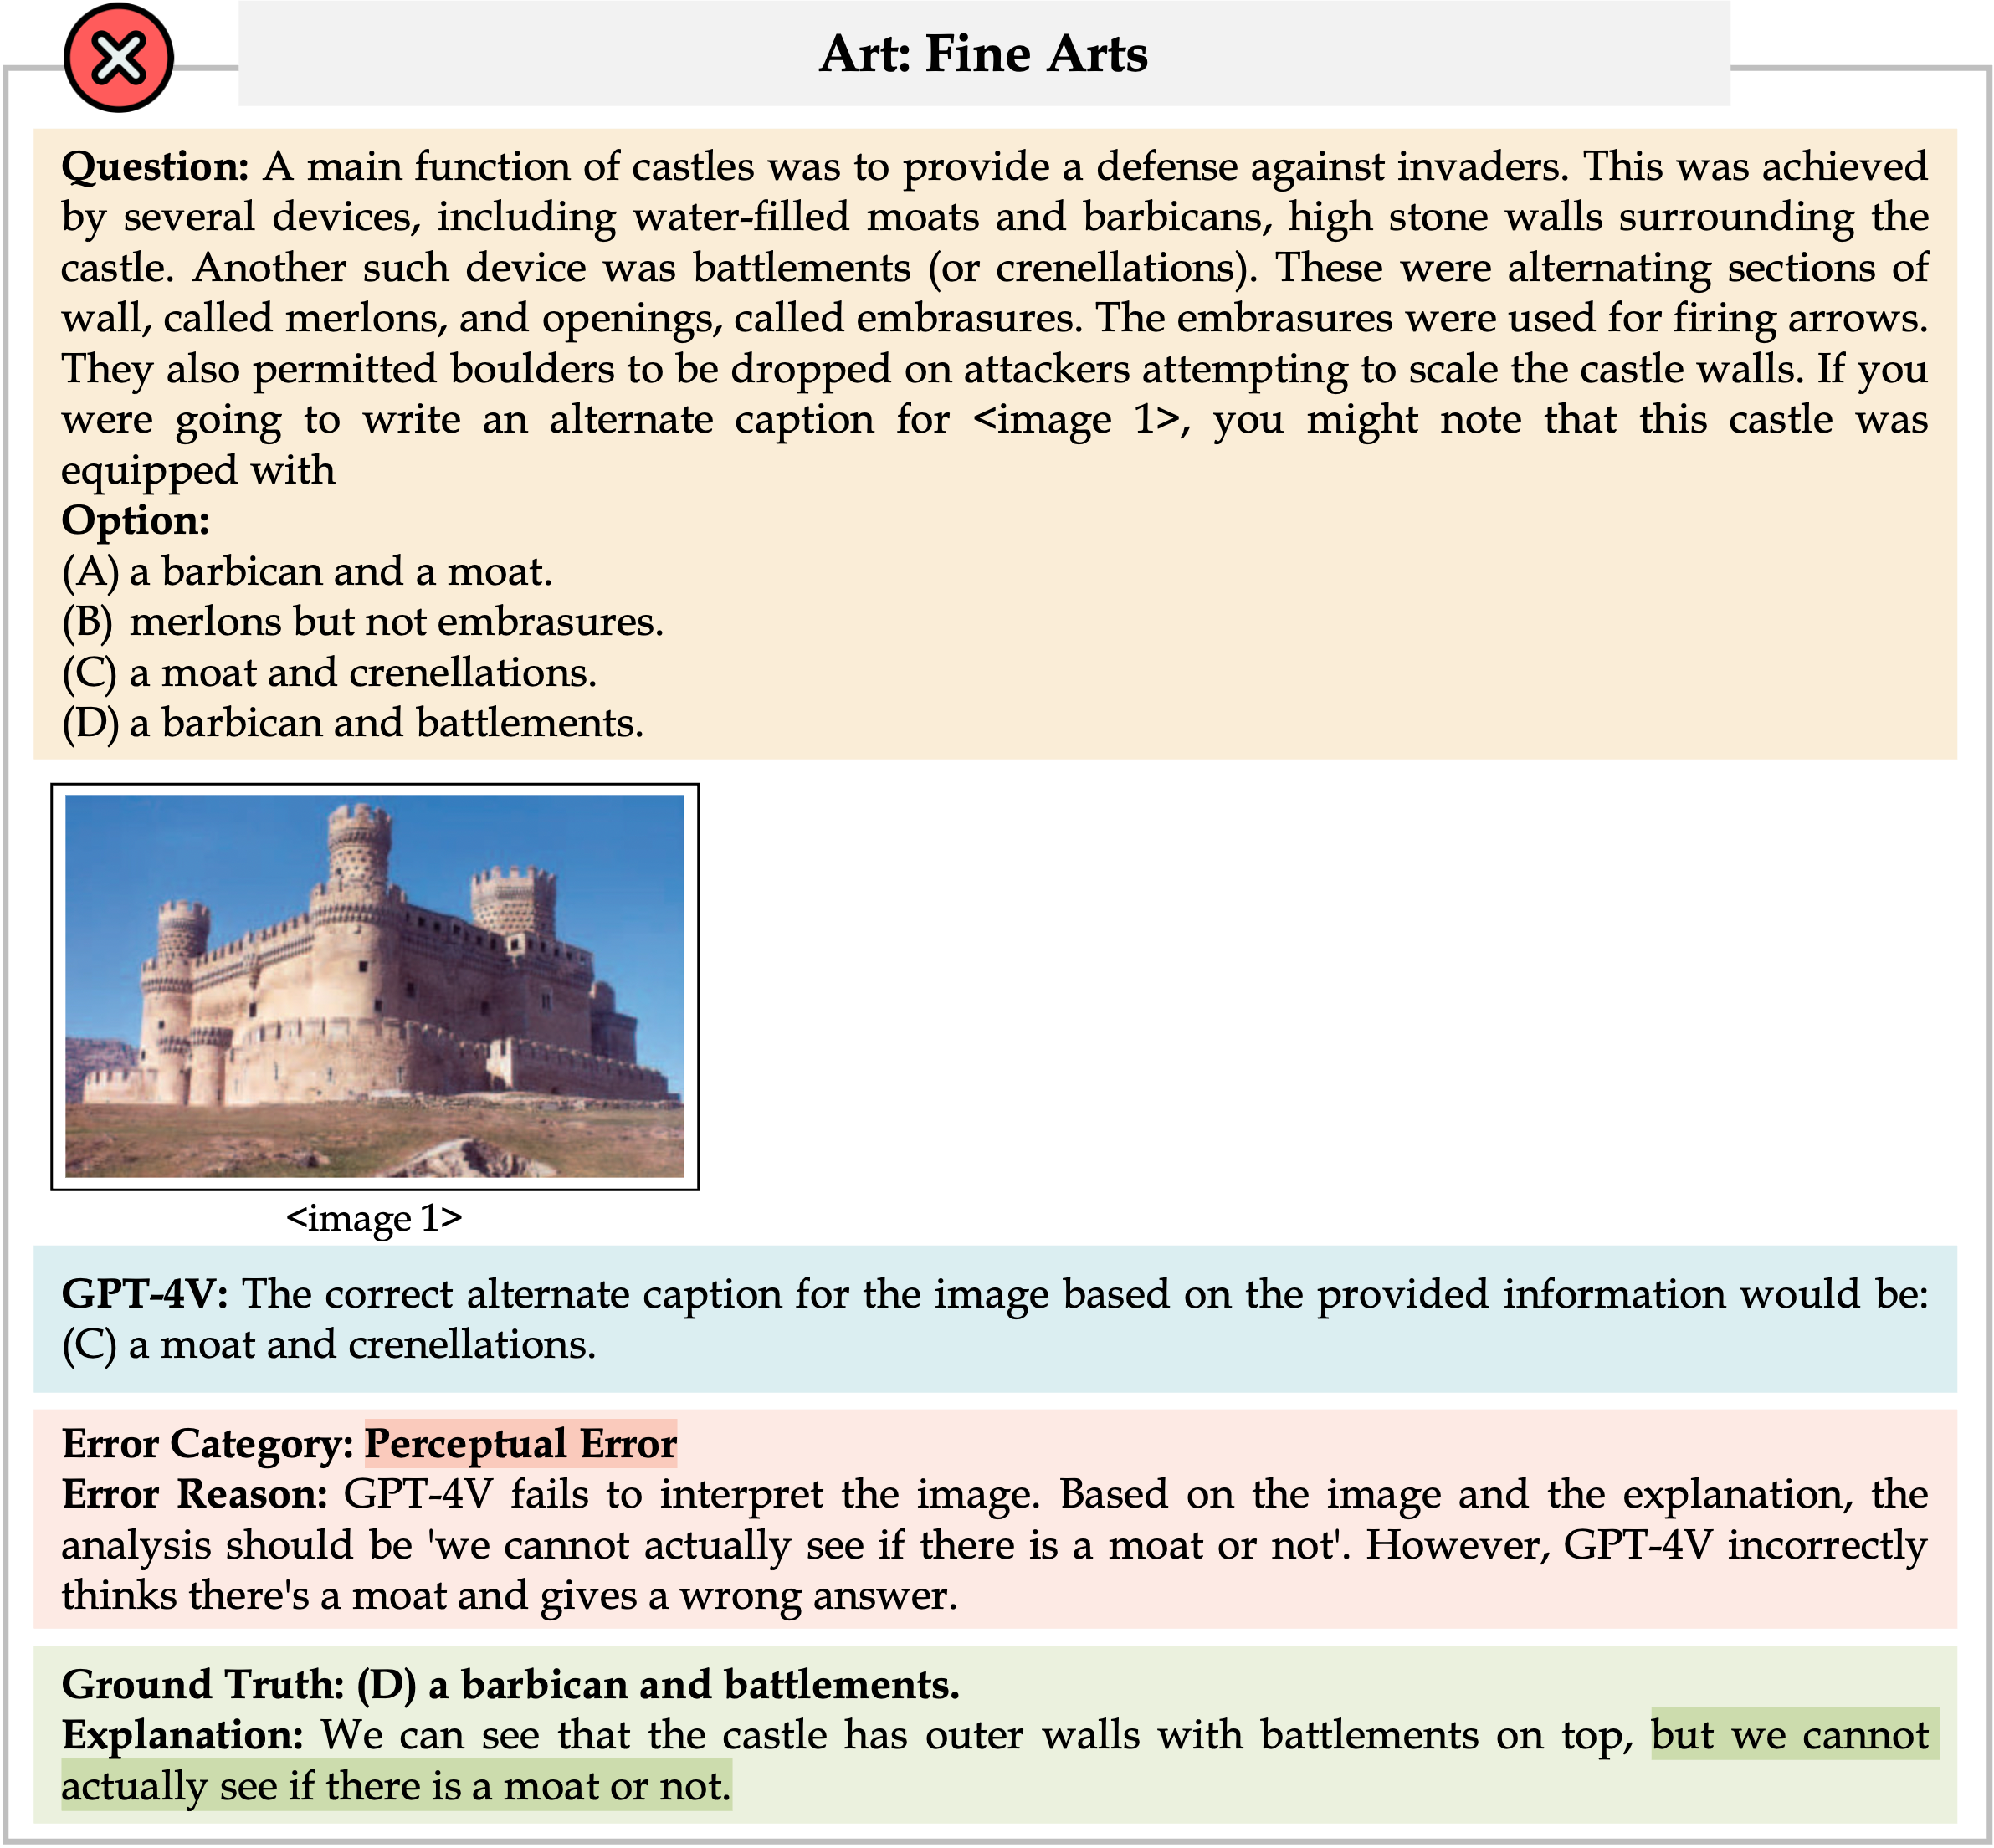 Art: Fine Arts
Question: A main function of castles was to provide a defense against invaders. This was achieved
by several devices, including water-filled moats and barbicans, high stone walls surrounding the
castle. Another such device was battlements (or crenellations). These were alternating sections of
wall, called merlons, and openings, called embrasures. The embrasures were used for firing arrows.
They also permitted boulders to be dropped on attackers attempting to scale the castle walls. If you
were going to write an alternate caption for <image 1>, you might note that this castle was
equipped with
Option:
(A) a barbican and a moat.
(B) merlons but not embrasures.
(C) a moat and crenellations.
(D) a barbican and battlements.
<image 1>
GPT-4V: The correct alternate caption for the image based on the provided information would be:
(C) a moat and crenellations.
Error Category: Perceptual Error
Error Reason: GPT-4V fails to interpret the image. Based on the image and the explanation, the
analysis should be 'we cannot actually see if there is a moat or not'. However, GPT-4V incorrectly
thinks there's a moat and gives a wrong answer.
Ground Truth: (D) a barbican and battlements.
Explanation: We can see that the castle has outer walls with battlements on top, but we cannot
actually see if there is a moat or not.